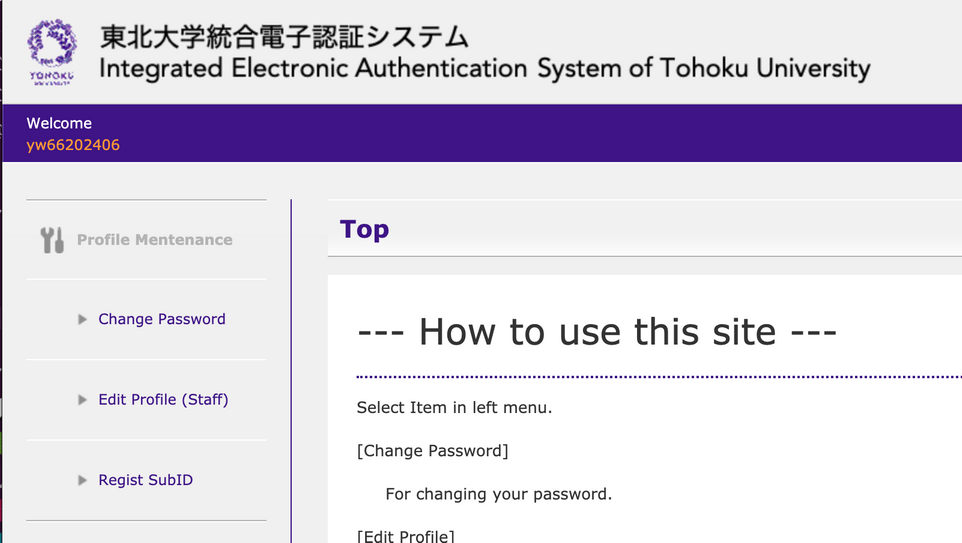 東北大学統合電子認証システム
Integrated Electronic Authentication System of Tohoku University
TOHOKU
UNIVERSITY
Welcome
yw66202406
Profile Mentenance
Change Password
Edit Profile (Staff)
Regist SubID
Top
--- How to use this site ---
Select Item in left menu.
[Change Password]
For changing your password.
[Edit Profile]